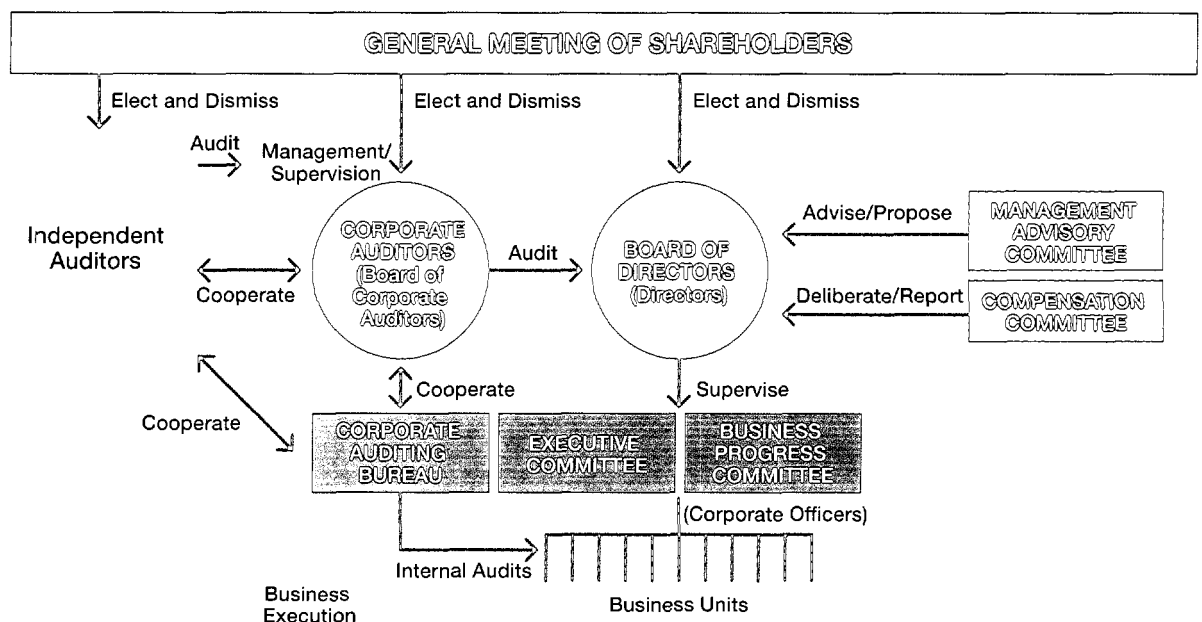 GENERAL MEETING OF SHAREHOLDERS
Elect and Dismiss
Elect and Dismiss
Elect and Dismiss
Audit
Management/
Supervision
Independent
Auditors
CORPORATE
AUDITORS
(Board of
Corporate
Auditors)
Audit
BOARD OF
DIRECTORS
(Directors)
Advise/Propose
MANAGEMENT
ADVISORY
COMMITTEE
Cooperate
Deliberate/Report
COMPENSATION
COMMITTEE
Cooperate
Supervise
Cooperate
CORPORATE
AUDITING
BUREAU
EXECUTIVE
COMMITTEE
BUSINESS
PROGRESS
COMMITTEE
(Corporate Officers)
Internal Audits
Business
Execution
Business Units